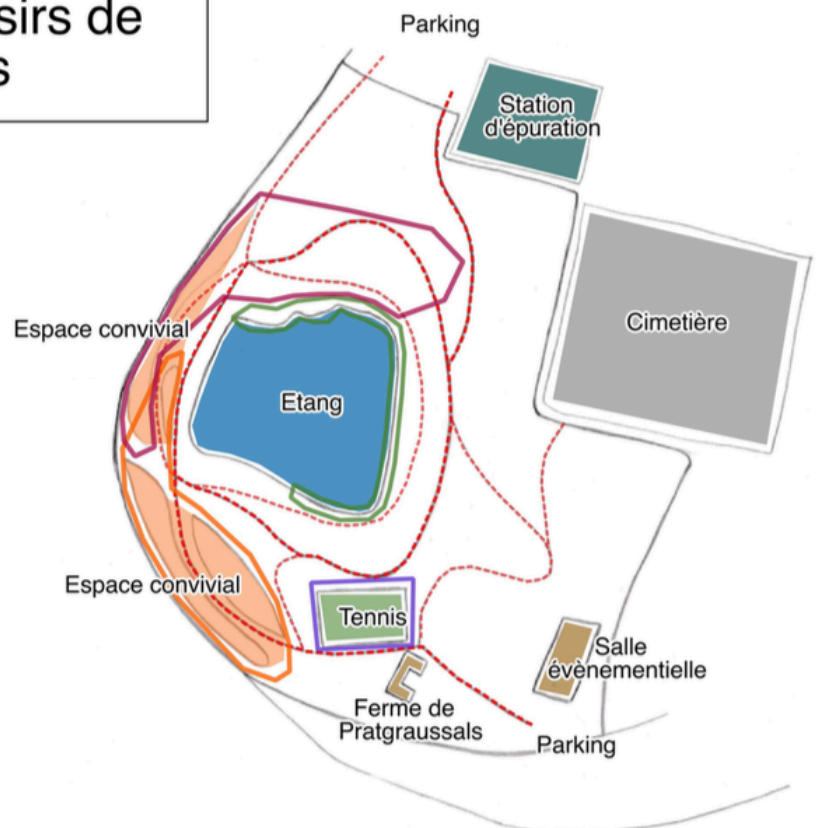 sirs de
s
Parking
Station
d'épuration
Cimetière
Espace convivial
Etang
Espace convivial
Tennis
Salle
évènementielle
Ferme de
Pratgraussals
Parking